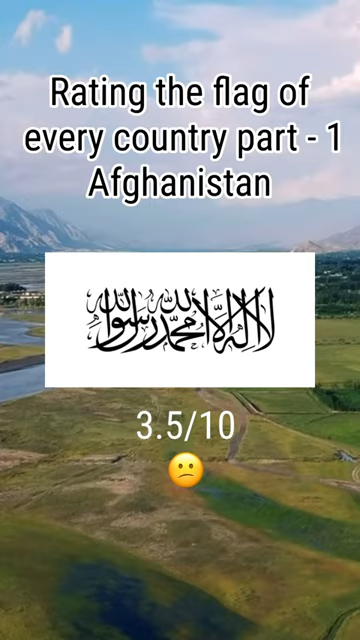 Rating the flag of
every country part - 1
Afghanistan
لا إله إلا الله محمد رسول الله
3.5/10